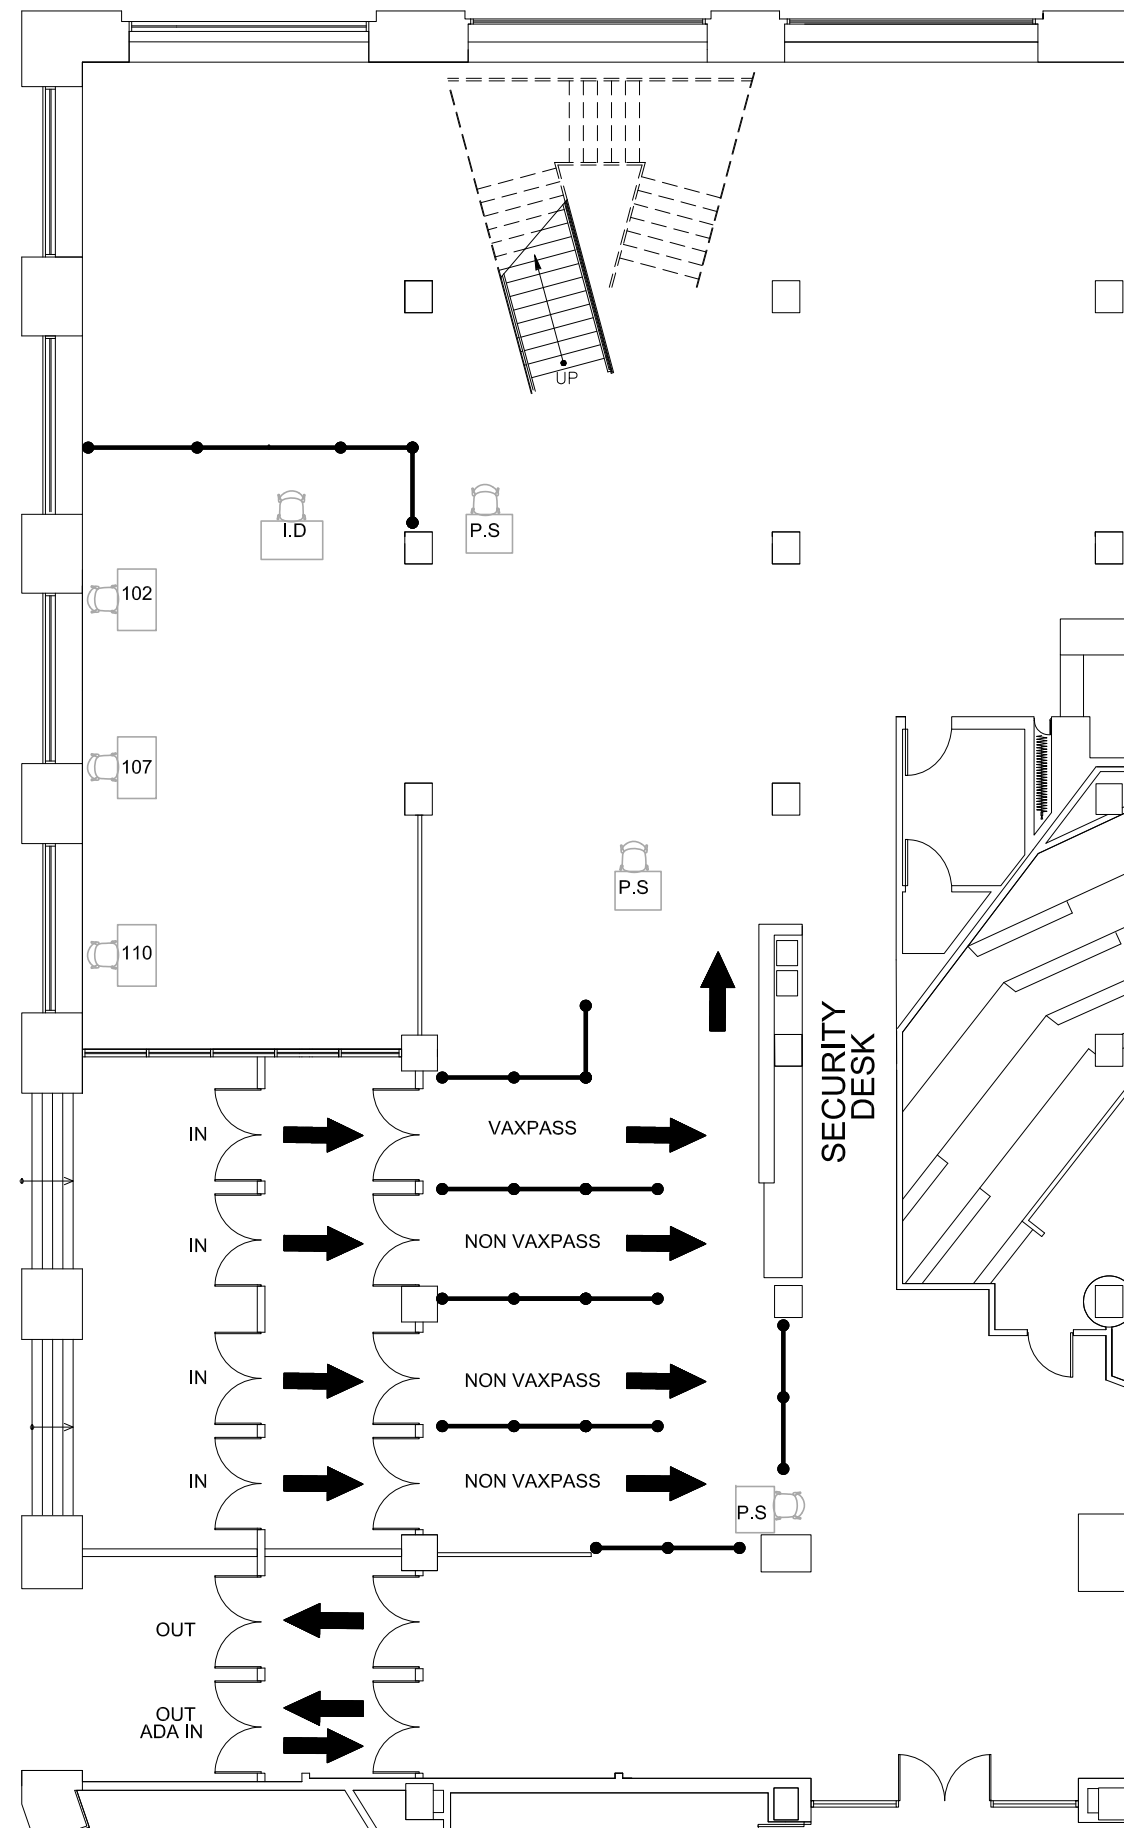 UP
I.D
P.S
102
107
P.S
110
SECURITY
DESK
IN
VAXPASS
IN
NON VAXPASS
IN
NON VAXPASS
IN
NON VAXPASS
P.S
OUT
OUT
ADA IN